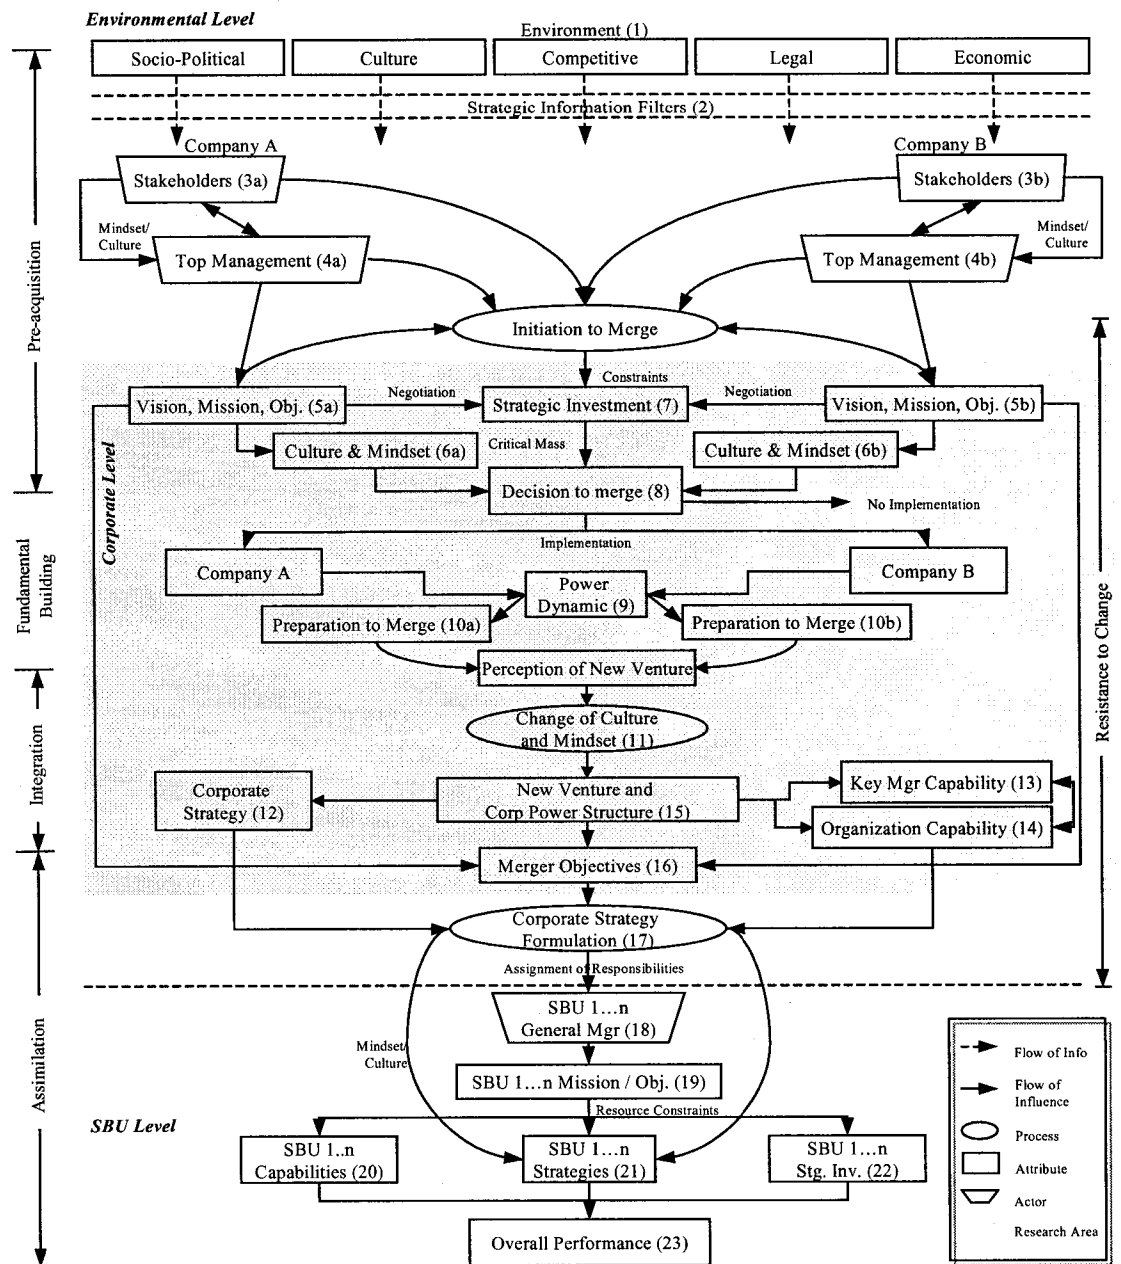 Environmental Level
Environment (1)
Socio-Political
Culture
Competitive
Legal
Economic
Strategic Information Filters (2)
Company A
Company B
Stakeholders (3a)
Stakeholders (3b)
Mindset/
Culture
Mindset/
Culture
Top Management (4a)
Top Management (4b)
Pre-acquisition
Initiation to Merge
Constraints
Vision, Mission, Obj. (5a)
Negotiation
Strategic Investment (7)
Negotiation
Vision, Mission, Obj. (5b)
Culture & Mindset (6a)
Critical Mass
Culture & Mindset (6b)
Corporate Level
Decision to merge (8)
No Implementation
Implementation
Fundamental
Building
Company A
Company B
Power
Dynamic (9)
Preparation to Merge (10a)
Preparation to Merge (10b)
Perception of New Venture
Resistance to Change
Change of Culture
and Mindset (11)
Integration
Corporate
Strategy (12)
New Venture and
Corp Power Structure (15)
Key Mgr Capability (13)
Organization Capability (14)
Merger Objectives (16)
Corporate Strategy
Formulation (17)
Assignment of Responsibilities
SBU 1...n
General Mgr (18)
Mindset/
Culture
Assimilation
SBU 1...n Mission / Obj. (19)
Resource Constraints
SBU Level
SBU 1..n
Capabilities (20)
SBU 1...n
Strategies (21)
SBU 1...n
Stg. Inv. (22)
Overall Performance (23)
Flow of Info
Flow of
Influence
Process
Attribute
Actor
Research Area